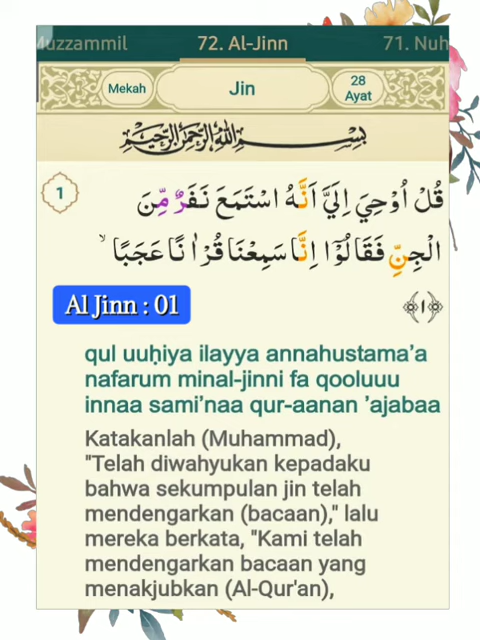 Muzzammil 72. Al-Jinn 71. Nuh
Mekah Jin 28 Ayat
بِسْمِ اللّٰهِ الرَّحْمٰنِ الرَّحِيْمِ
1 قُلْ اُوْحِيَ اِلَيَّ اَنَّهُ اسْتَمَعَ نَفَرٌ مِّنَ
الْجِنِّ فَقَالُوْٓا اِنَّا سَمِعْنَا قُرْاٰنًا عَجَبًاۙ
Al Jinn : 01 ﴿١﴾
qul uuḥiya ilayya annahustama’a
nafarum minal-jinni fa qooluuu
innaa sami’naa qur-aanan ’ajabaa
Katakanlah (Muhammad),
"Telah diwahyukan kepadaku
bahwa sekumpulan jin telah
mendengarkan (bacaan)," lalu
mereka berkata, "Kami telah
mendengarkan bacaan yang
menakjubkan (Al-Qur'an),